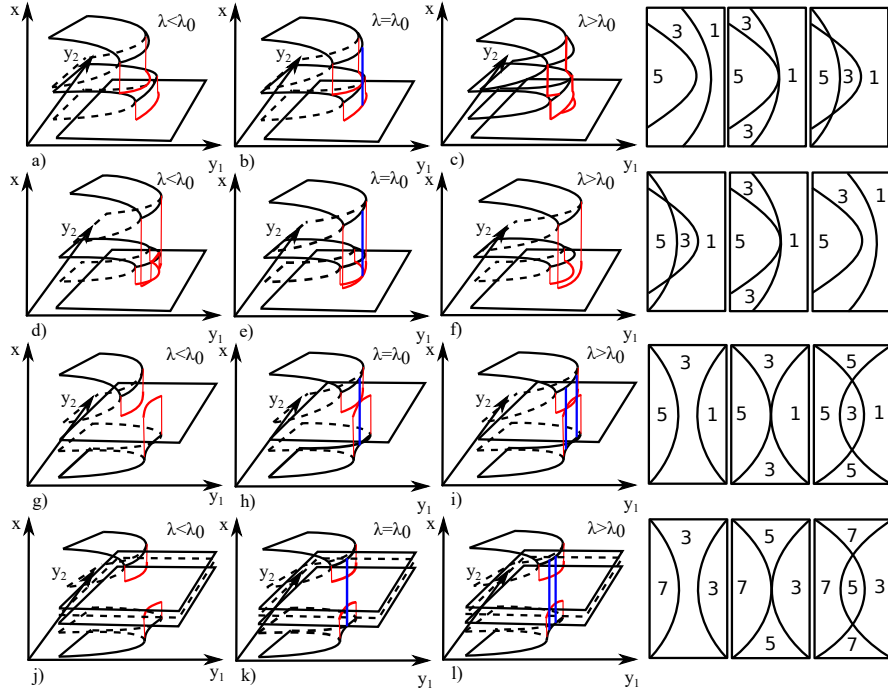 x λ<λ₀ y₂ y₁ a)
x λ=λ₀ y₂ y₁ b)
x λ>λ₀ y₂ y₁ c)
3 1 5
3 5 1 3
5 3 1
x λ<λ₀ y₂ y₁ d)
x λ=λ₀ y₂ y₁ e)
x λ>λ₀ y₂ y₁ f)
5 3 1
3 5 1 3
3 1 5
x λ<λ₀ y₂ y₁ g)
x λ=λ₀ y₂ y₁ h)
x λ>λ₀ y₂ y₁ i)
3 5 1
3 5 1 3
5 5 3 1 5
x λ<λ₀ y₂ y₁ j)
x λ=λ₀ y₂ y₁ k)
x λ>λ₀ y₂ y₁ l)
3 7 3
5 7 3 5
7 7 5 3 7